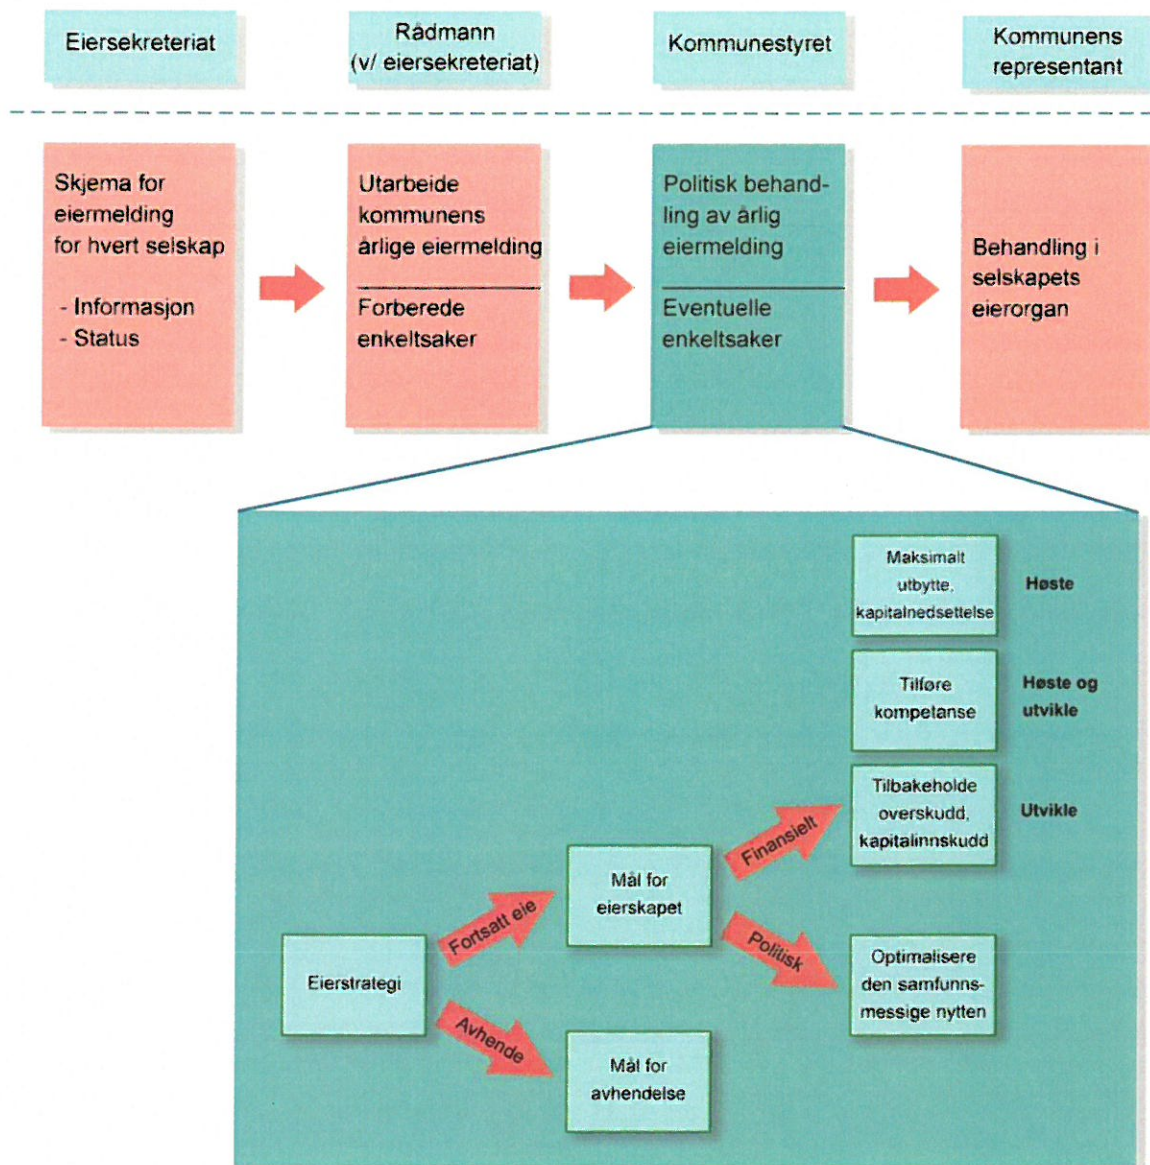 Eiersekreteriat
Rådmann
(v/ eiersekreteriat)
Kommunestyret
Kommunens
representant
Skjema for
eiermelding
for hvert selskap
- Informasjon
- Status
Utarbeide
kommunens
årlige eiermelding
Forberede
enkeltsaker
Politisk behand-
ling av årlig
eiermelding
Eventuelle
enkeltsaker
Behandling i
selskapets
eierorgan
Maksimalt
utbytte,
kapitalnedsettelse
Høste
Tilføre
kompetanse
Høste og
utvikle
Tilbakeholde
overskudd,
kapitalinnskudd
Utvikle
Finansielt
Mål for
eierskapet
Fortsatt eie
Politisk
Optimalisere
den samfunns-
messige nytten
Eierstrategi
Avhende
Mål for
avhendelse